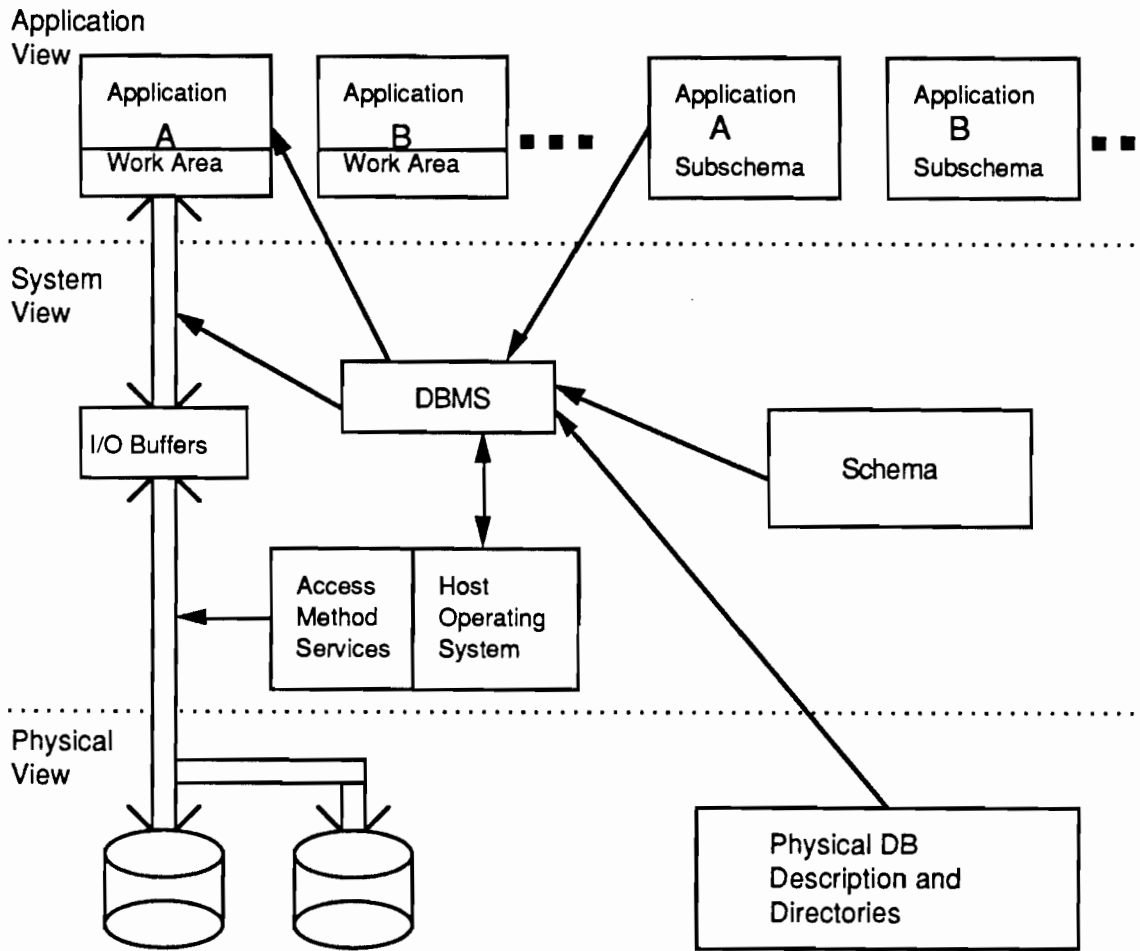 Application
View
Application
A
Work Area
Application
B
Work Area
Application
A
Subschema
Application
B
Subschema
System
View
DBMS
I/O Buffers
Schema
Access
Method
Services
Host
Operating
System
Physical
View
Physical DB
Description and
Directories